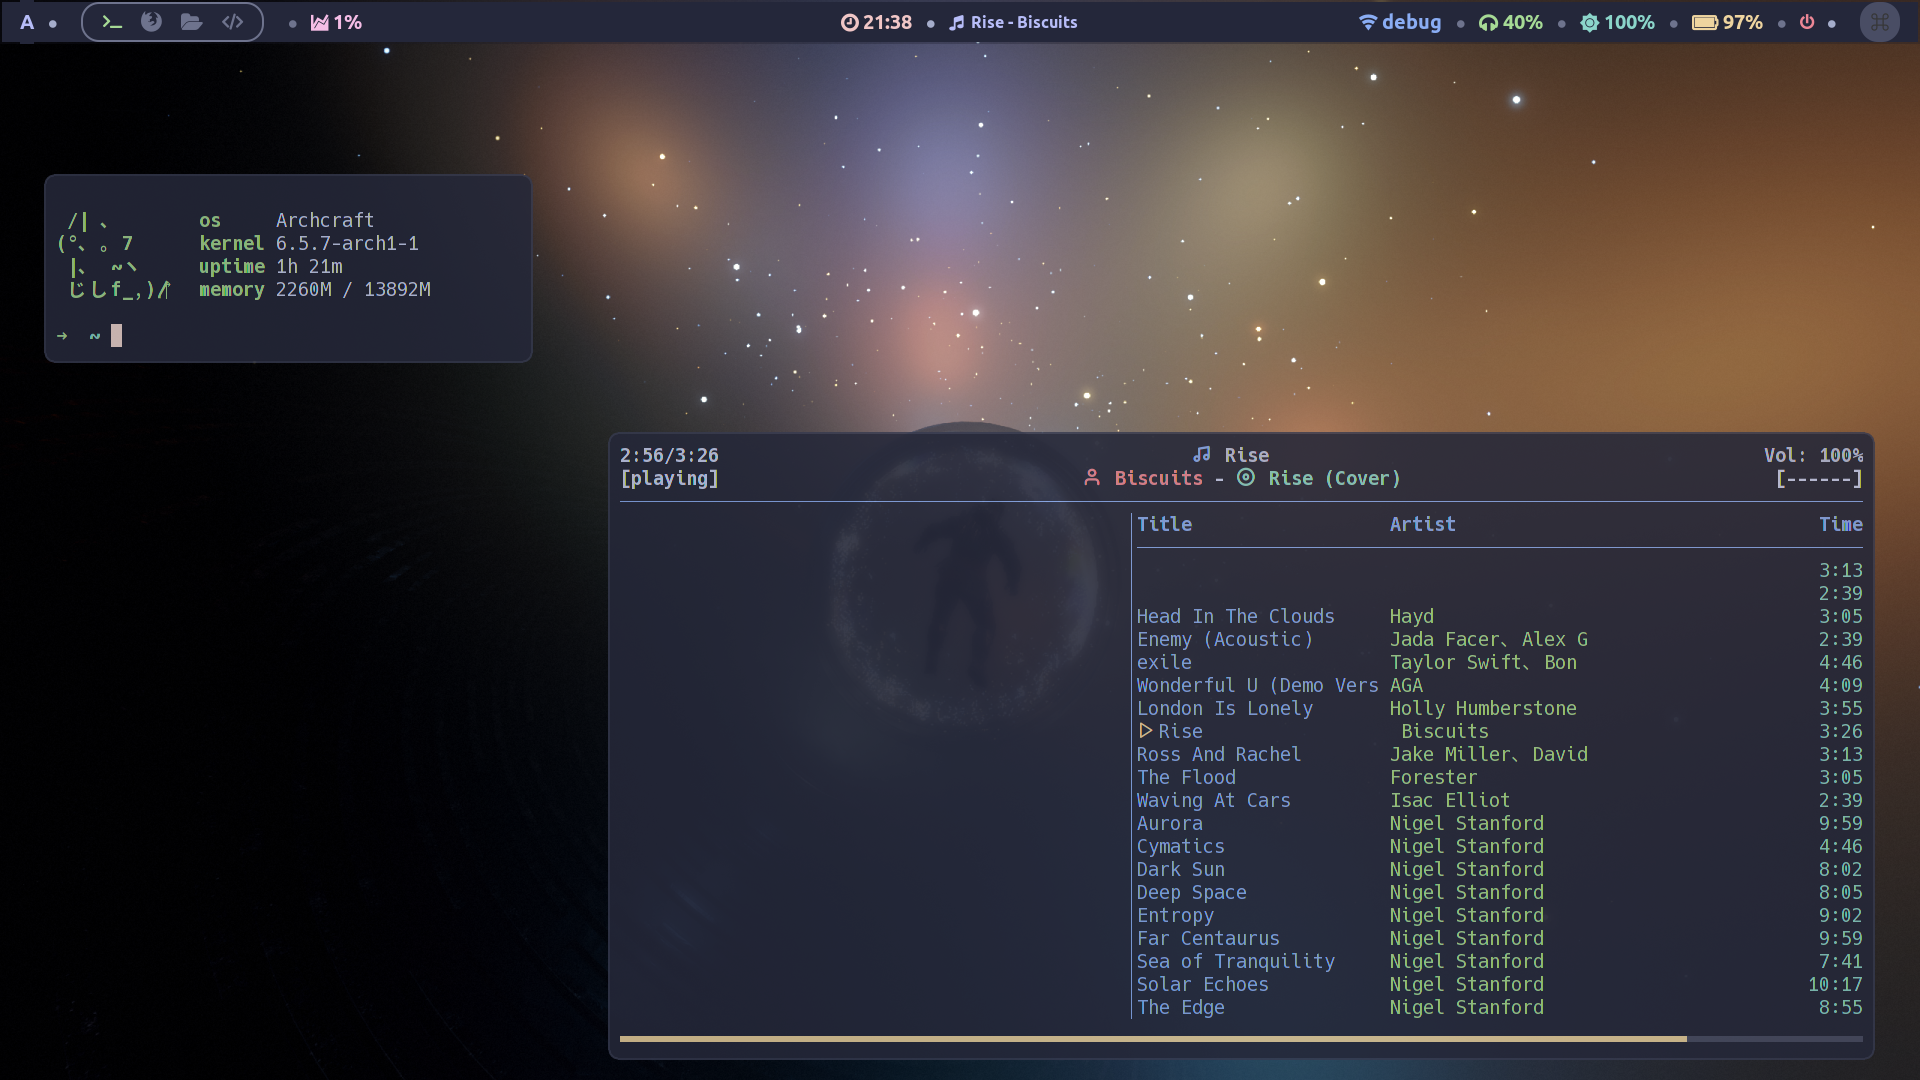 A 1% 21:38 Rise - Biscuits debug 40% 100% 97%
/|、 os Archcraft
(°、 。7 kernel 6.5.7-arch1-1
|、 ~ヽ uptime 1h 21m
じしf_,)ノ memory 2260M / 13892M
→ ~
2:56/3:26 Rise Vol: 100%
[playing] Biscuits - Rise (Cover) [------]
Title Artist Time
3:13
2:39
Head In The Clouds Hayd 3:05
Enemy (Acoustic) Jada Facer、Alex G 2:39
exile Taylor Swift、Bon 4:46
Wonderful U (Demo Vers AGA 4:09
London Is Lonely Holly Humberstone 3:55
Rise Biscuits 3:26
Ross And Rachel Jake Miller、David 3:13
The Flood Forester 3:05
Waving At Cars Isac Elliot 2:39
Aurora Nigel Stanford 9:59
Cymatics Nigel Stanford 4:46
Dark Sun Nigel Stanford 8:02
Deep Space Nigel Stanford 8:05
Entropy Nigel Stanford 9:02
Far Centaurus Nigel Stanford 9:59
Sea of Tranquility Nigel Stanford 7:41
Solar Echoes Nigel Stanford 10:17
The Edge Nigel Stanford 8:55